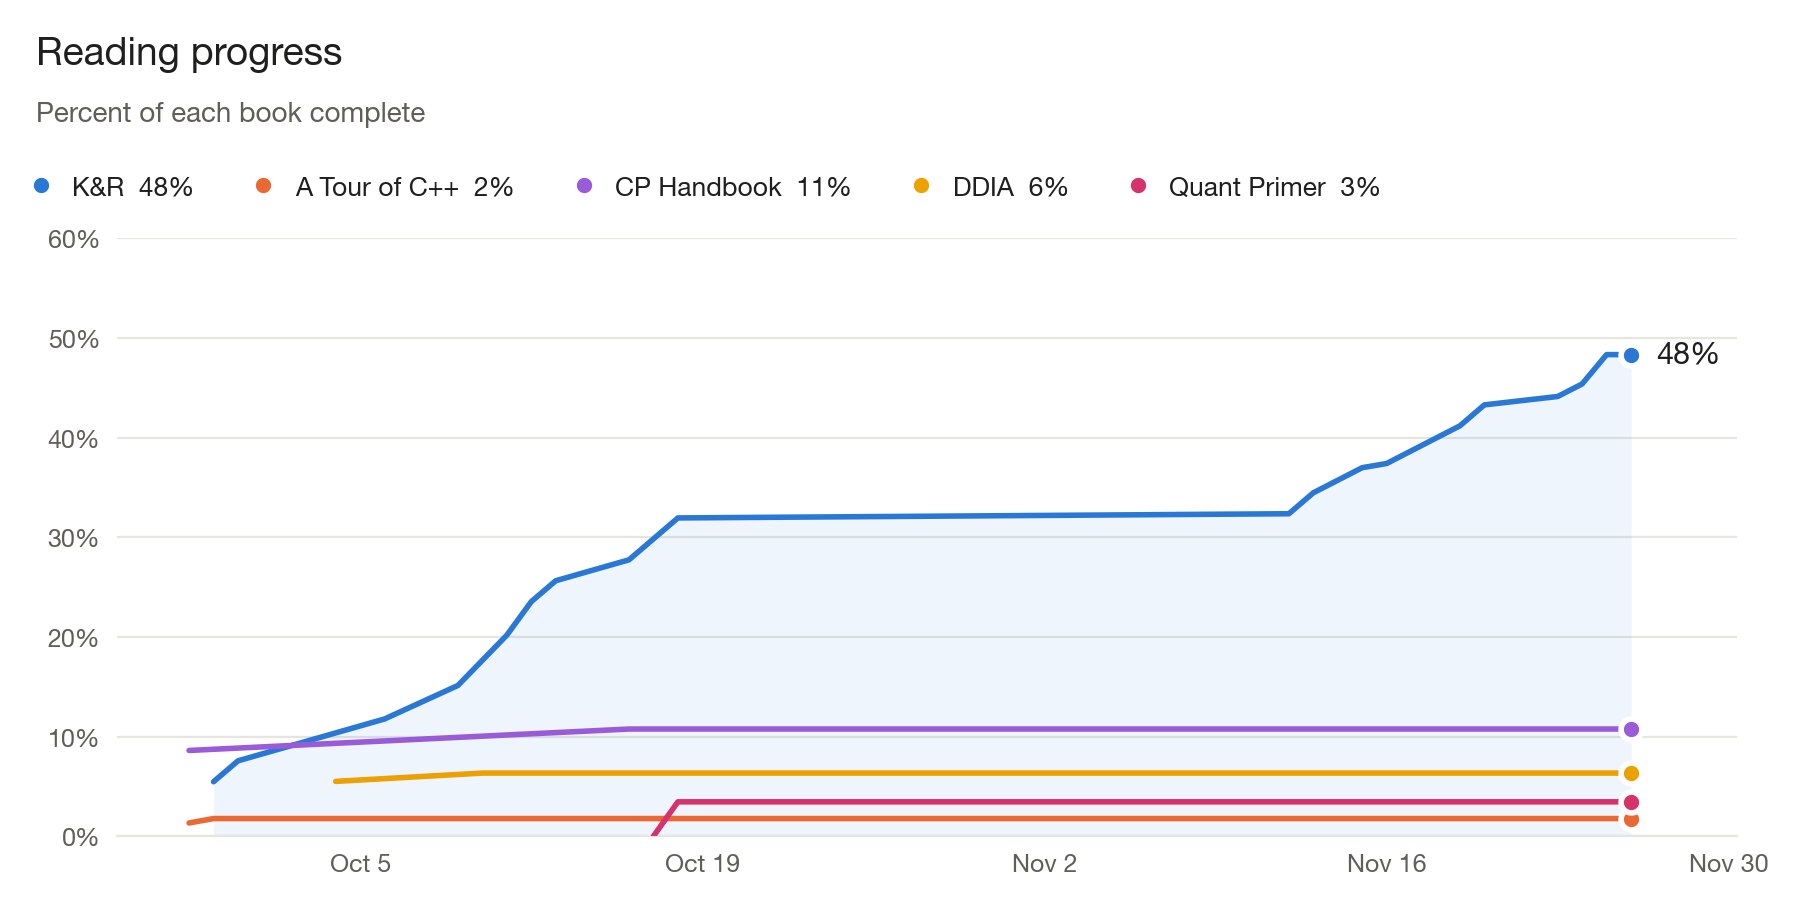 Reading progress
Percent of each book complete
K&R 48% A Tour of C++ 2% CP Handbook 11% DDIA 6% Quant Primer 3%
60%
50%
48%
40%
30%
20%
10%
0%
Oct 5 Oct 19 Nov 2 Nov 16 Nov 30